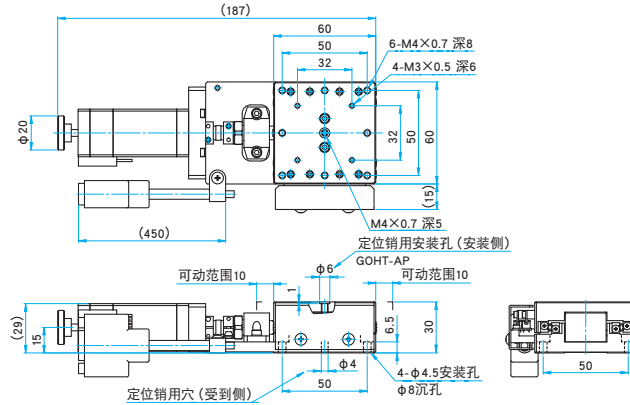 (187)
60
50
6-M4×0.7 深8
32
4-M3×0.5 深6
ϕ20
32
50
60
(15)
(450)
M4×0.7 深5
定位销用安装孔 (安装侧)
GOHT-AP
ϕ6
可动范围10
可动范围10
1
(29)
15
6.5
30
ϕ4
50
4-ϕ4.5安装孔
ϕ8沉孔
定位销用穴 (受到侧)
50